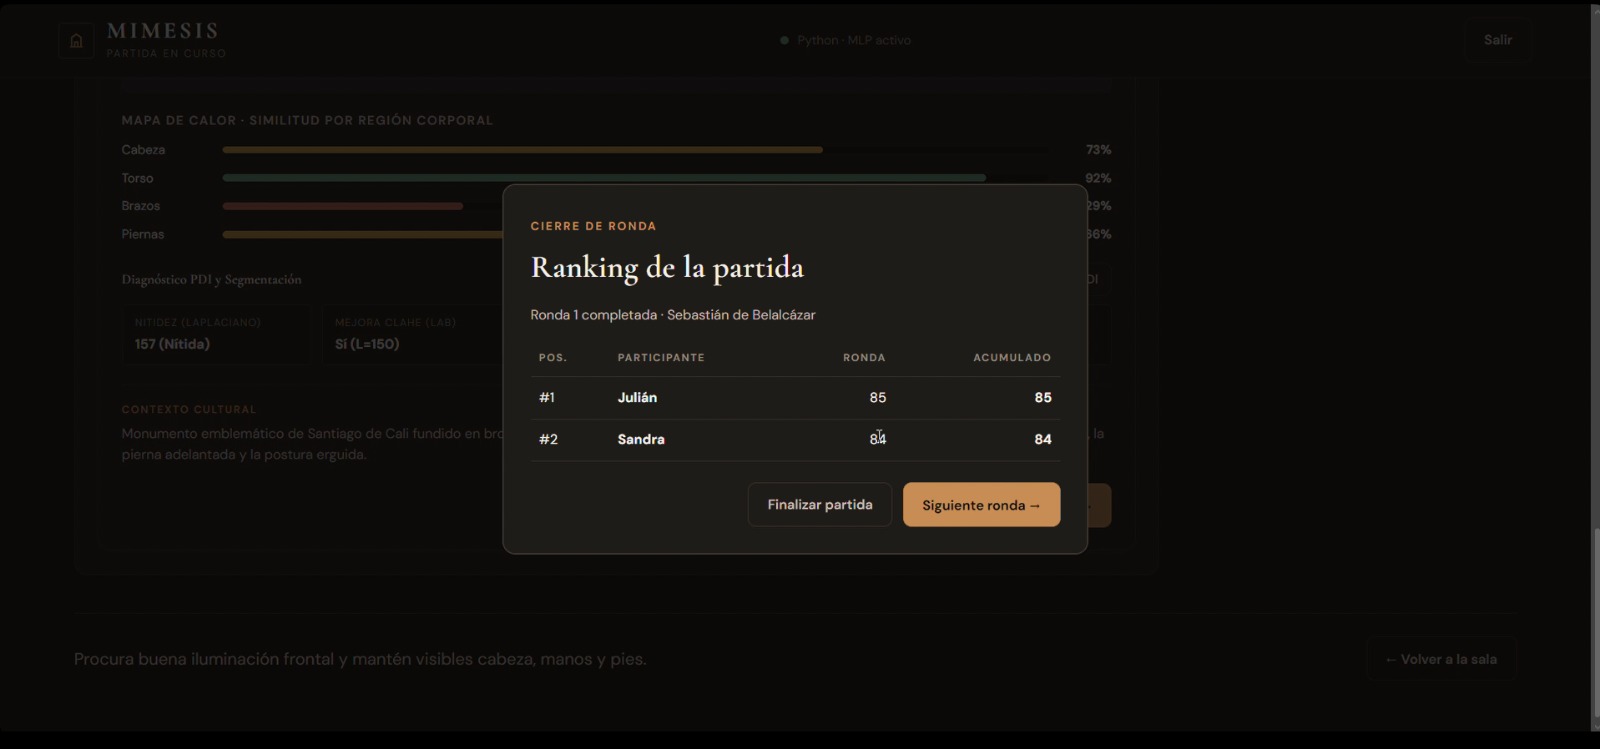 MIMESIS
PARTIDA EN CURSO
Python · MLP activo
Salir
MAPA DE CALOR · SIMILITUD POR REGIÓN CORPORAL
Cabeza 73%
Torso 92%
Brazos 29%
Piernas 66%
Diagnóstico PDI y Segmentación
NITIDEZ (LAPLACIANO)
157 (Nítida)
MEJORA CLAHE (LAB)
Sí (L=150)
CONTEXTO CULTURAL
Monumento emblemático de Santiago de Cali fundido en
la
pierna adelantada y la postura erguida.
CIERRE DE RONDA
Ranking de la partida
Ronda 1 completada · Sebastián de Belalcázar
POS. PARTICIPANTE RONDA ACUMULADO
#1 Julián 85 85
#2 Sandra 84 84
Finalizar partida
Siguiente ronda →
Procura buena iluminación frontal y mantén visibles cabeza, manos y pies.
← Volver a la sala